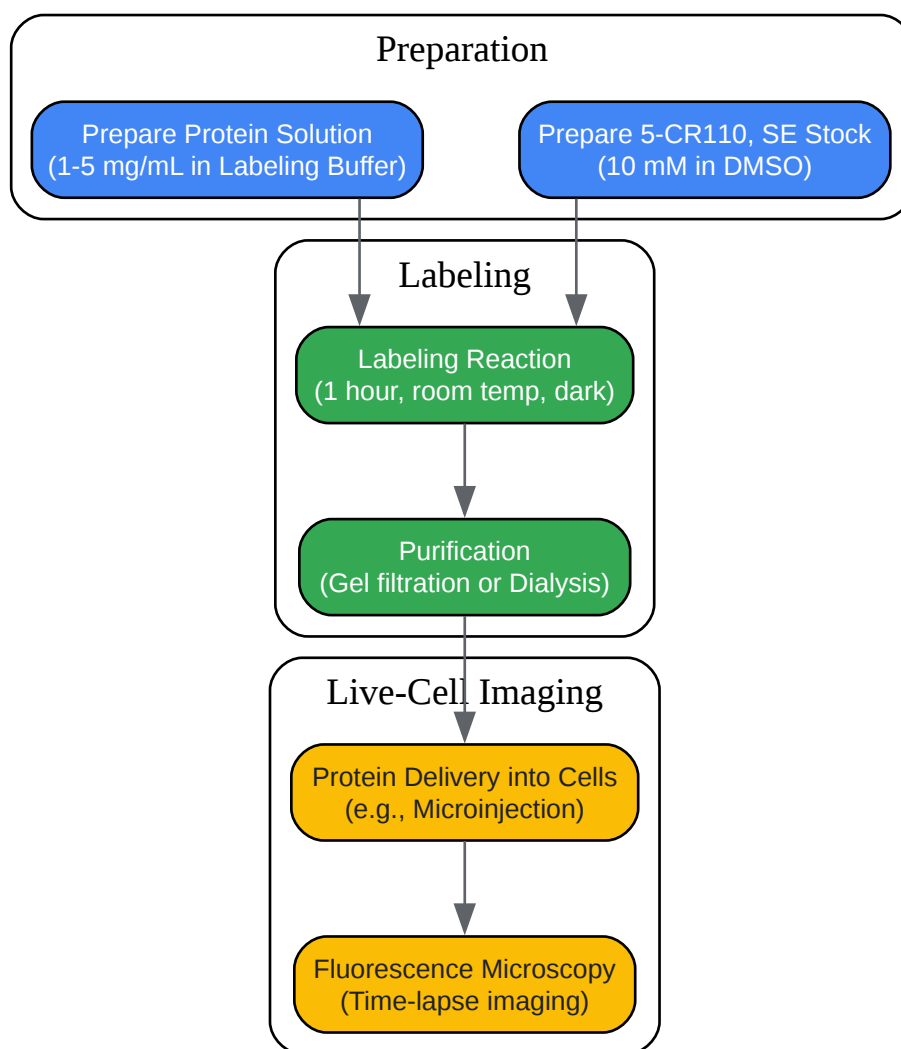 Preparation
Prepare Protein Solution
(1-5 mg/mL in Labeling Buffer)
Prepare 5-CR110, SE Stock
(10 mM in DMSO)
Labeling
Labeling Reaction
(1 hour, room temp, dark)
Purification
(Gel filtration or Dialysis)
Live-Cell Imaging
Protein Delivery into Cells
(e.g., Microinjection)
Fluorescence Microscopy
(Time-lapse imaging)